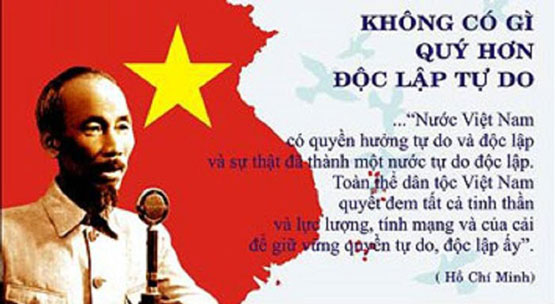 KHÔNG CÓ GÌ
QUÝ HƠN
ĐỘC LẬP TỰ DO
..."Nước Việt Nam
có quyền hưởng tự do và độc lập
và sự thật đã thành một nước tự do độc lập.
Toàn thể dân tộc Việt Nam
quyết đem tất cả tinh thần
và lực lượng, tính mạng và của cải
để giữ vững quyền tự do, độc lập ấy".
( Hồ Chí Minh)